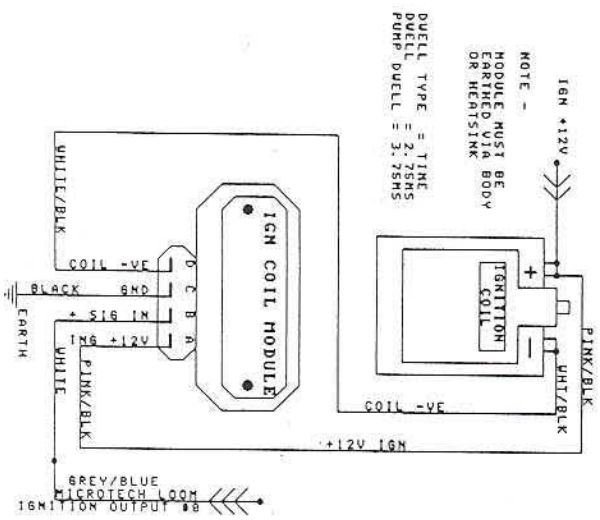 IGN +12V
NOTE -
MODULE MUST BE
EARTHED VIA BODY
OR HEATSINK
DWELL TYPE = TIME
DWELL = 2.75MS
PUMP DWELL = 3.75MS
IGNITION
COIL
+
-
PINK/BLK
WHT/BLK
COIL -VE
+12V IGN
IGN COIL MODULE
D
C
B
A
WHITE/BLK
COIL -VE
BLACK GND
+ SIG IN
ING +12V
EARTH
WHITE
PINK/BLK
GREY/BLUE
MICROTECH LOOM
IGNITION OUTPUT #0